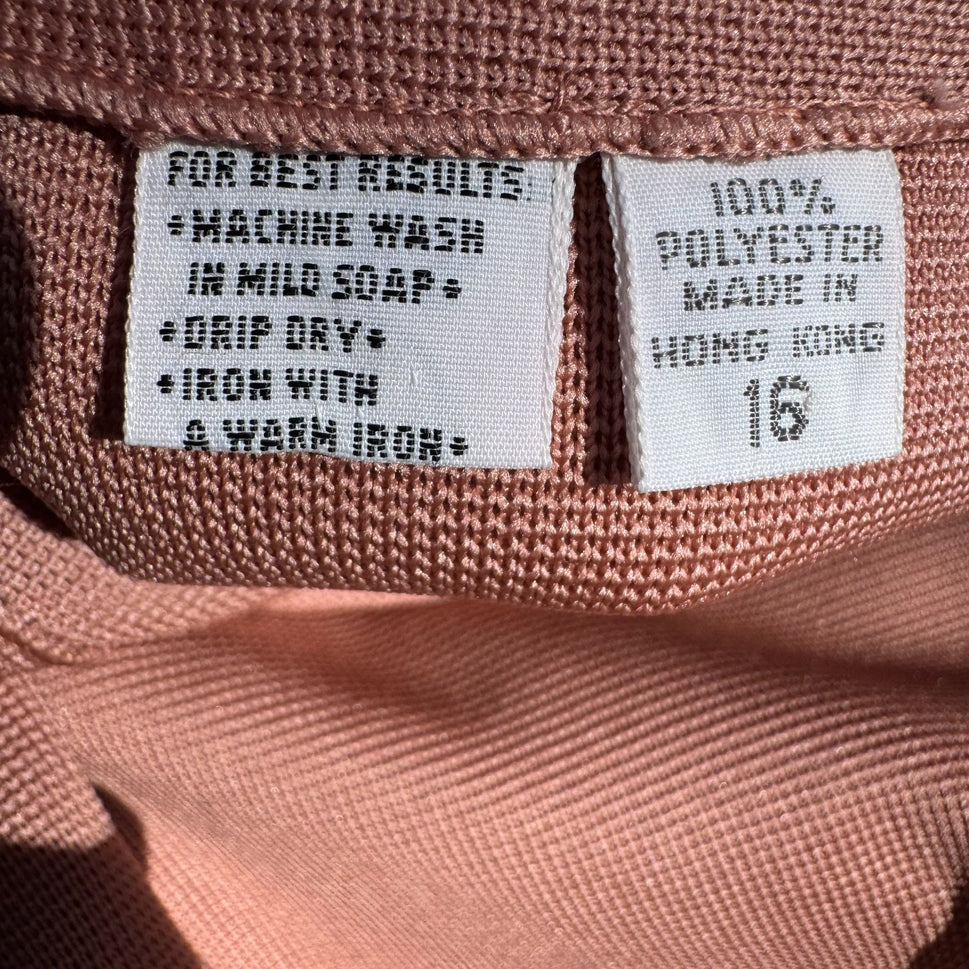 FOR BEST RESULTS:
•MACHINE WASH
IN MILD SOAP•
•DRIP DRY•
•IRON WITH
A WARM IRON•
100%
POLYESTER
MADE IN
HONG KONG
16